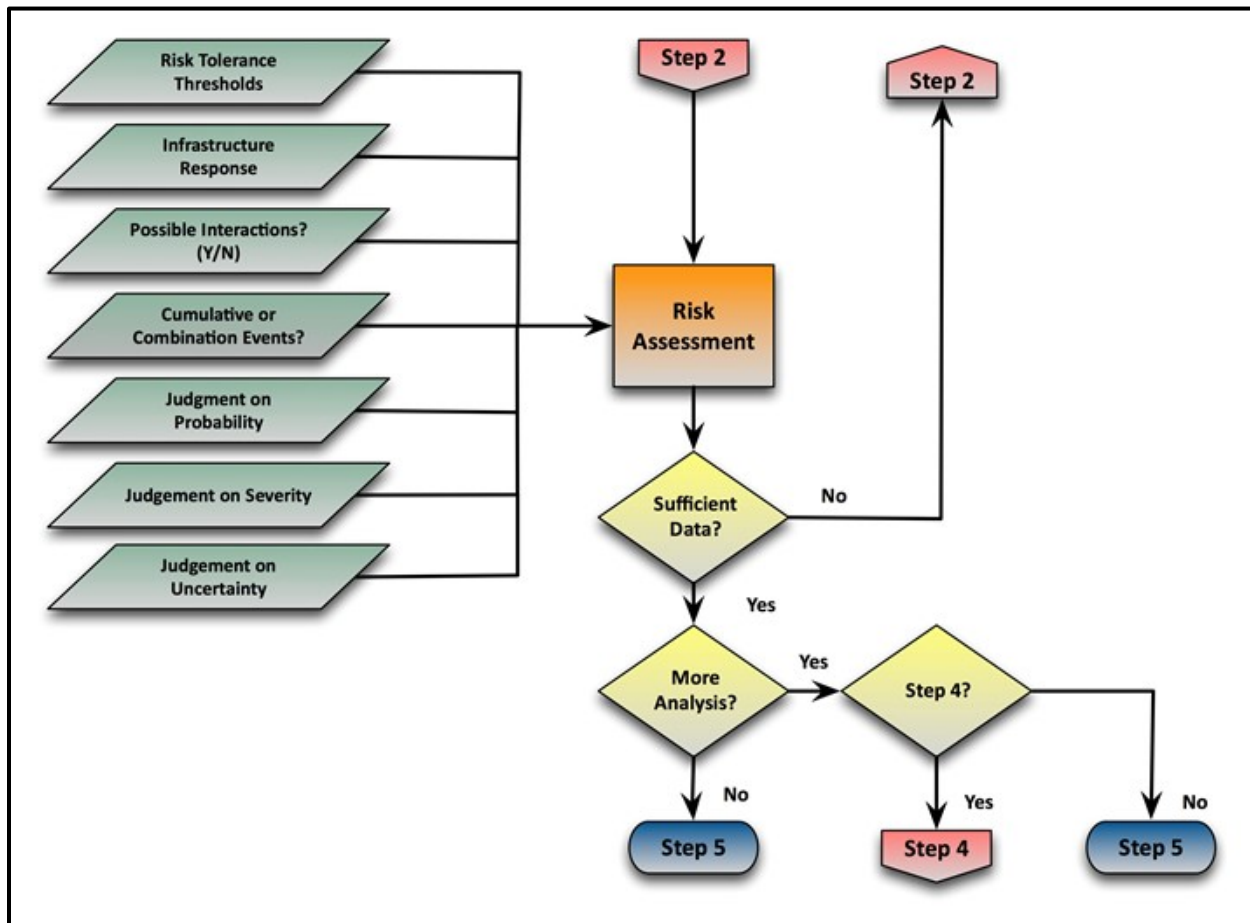 Risk Tolerance
Thresholds
Infrastructure
Response
Possible Interactions?
(Y/N)
Cumulative or
Combination Events?
Judgment on
Probability
Judgement on Severity
Judgement on
Uncertainty
Step 2
Step 2
Risk
Assessment
Sufficient
Data?
No
Yes
More
Analysis?
Yes
Step 4?
No
Yes
No
Step 5
Step 4
Step 5